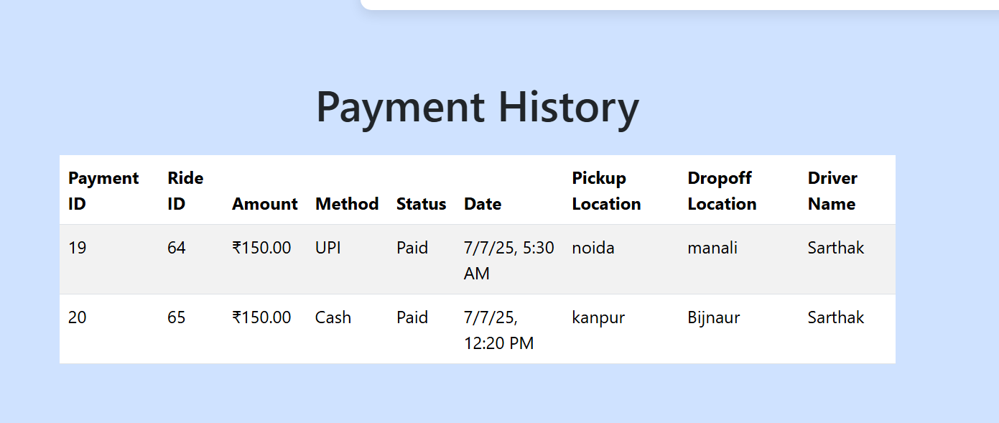 Payment History
Payment ID Ride ID Amount Method Status Date Pickup Location Dropoff Location Driver Name
19 64 ₹150.00 UPI Paid 7/7/25, 5:30 AM noida manali Sarthak
20 65 ₹150.00 Cash Paid 7/7/25, 12:20 PM kanpur Bijnaur Sarthak